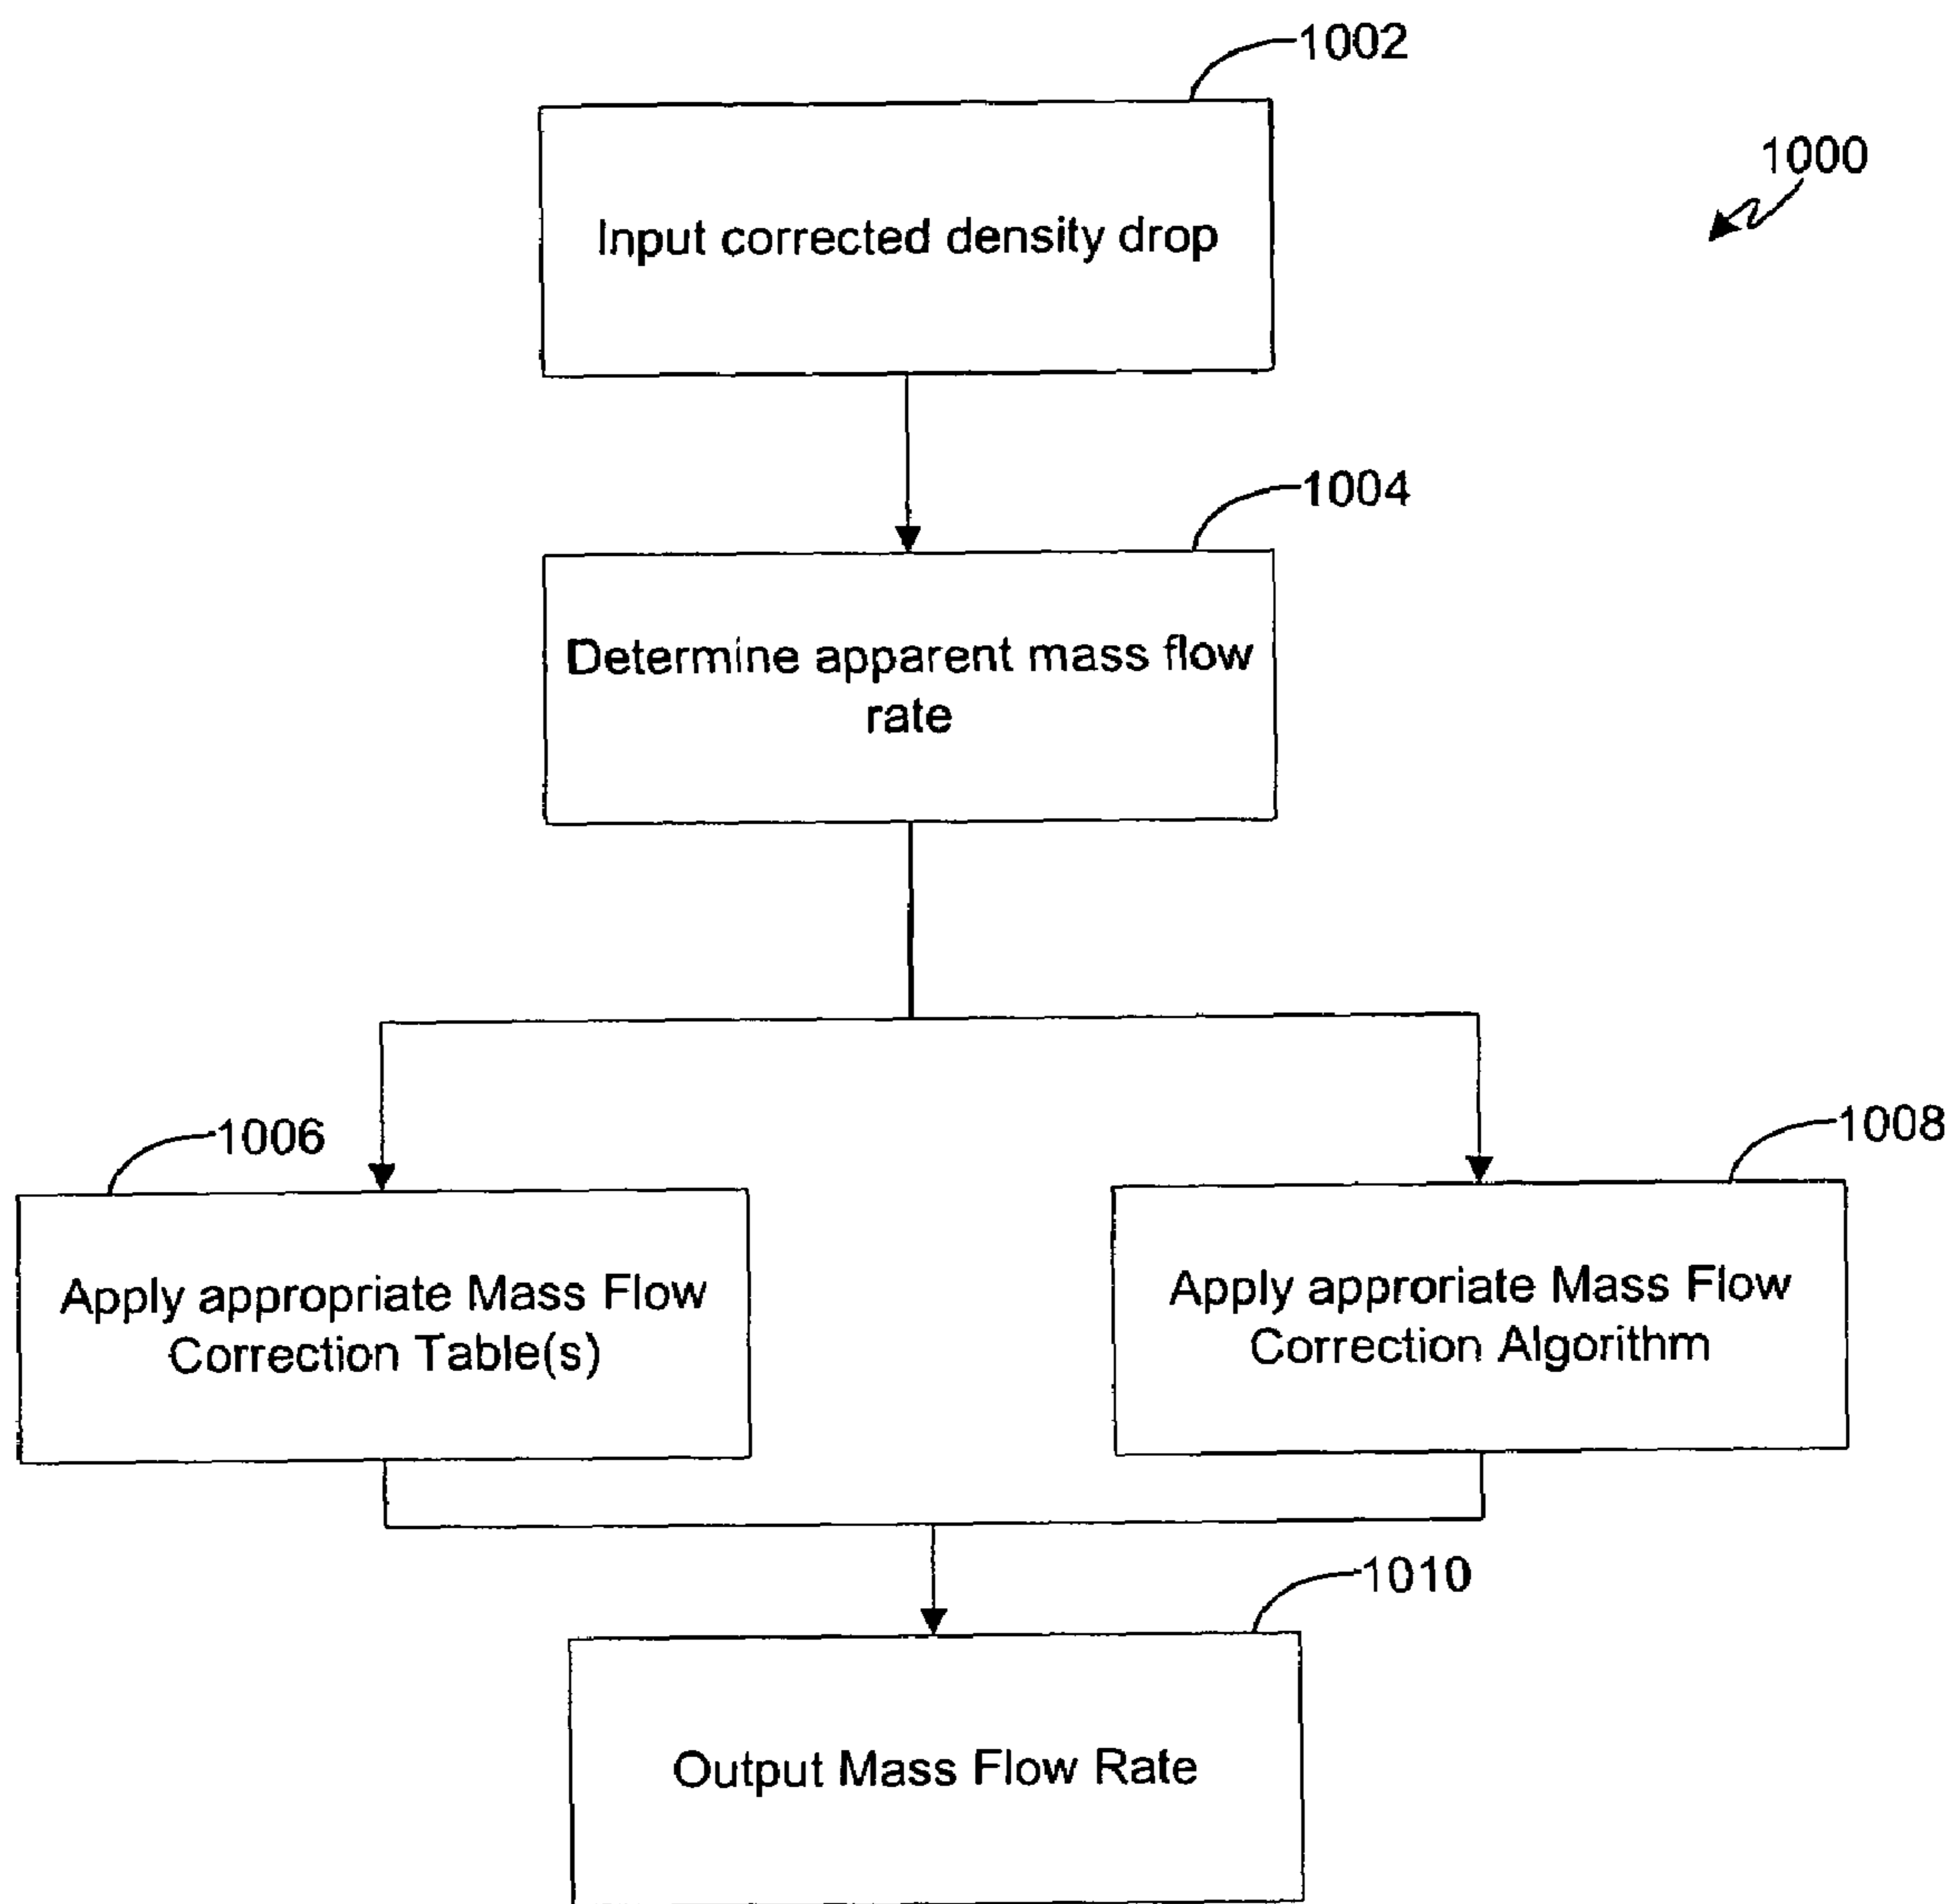 1002
1000
Input corrected density drop
1004
Determine apparent mass flow
rate
1006
1008
Apply appropriate Mass Flow
Correction Table(s)
Apply approriate Mass Flow
Correction Algorithm
1010
Output Mass Flow Rate